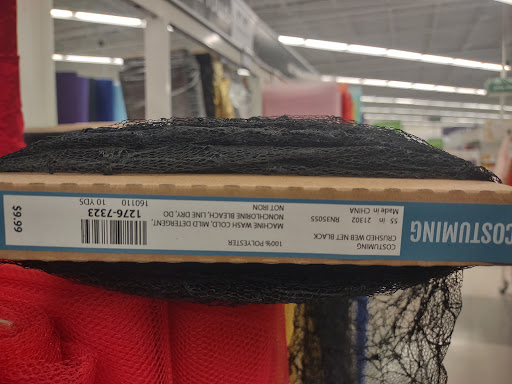 COSTUMING
COSTUMING
CRUSHED WEB NET BLACK
55 in 21302 RN35055
Made in CHINA
100% POLYESTER
MACHINE WASH COLD, MILD DETERGENT,
NONCHLORINE BLEACH, LINE DRY, DO
NOT IRON
1276-7323
160110 10 YDS
$9.99